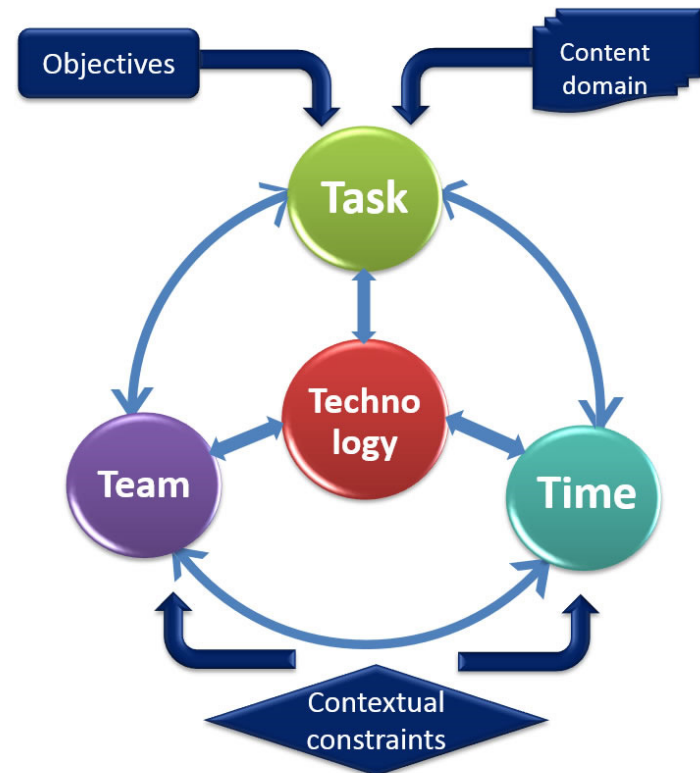 Objectives
Content
domain
Task
Techno
logy
Team
Time
Contextual
constraints